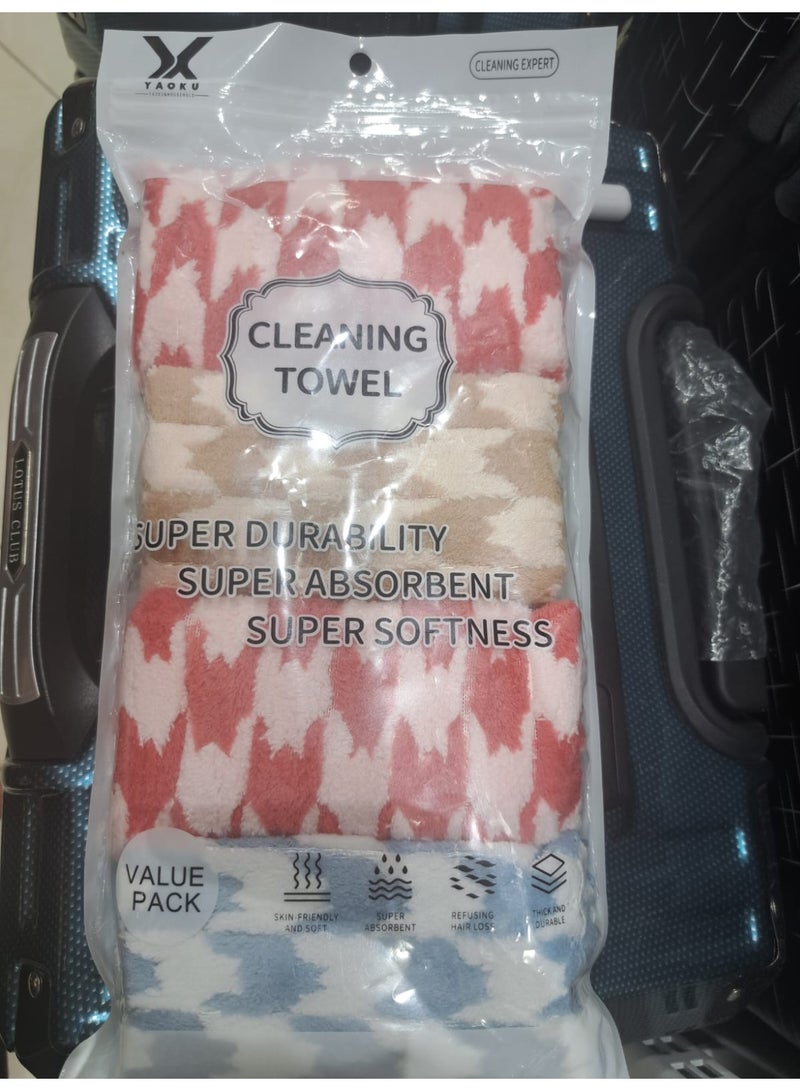 YAOKU
CLEANING EXPERT
CLEANING
TOWEL
SUPER DURABILITY
SUPER ABSORBENT
SUPER SOFTNESS
LOTUS CLUB
VALUE
PACK
SKIN-FRIENDLY
AND SOFT
SUPER
ABSORBENT
REFUSING
HAIR LOSS
THICK AND
DURABLE